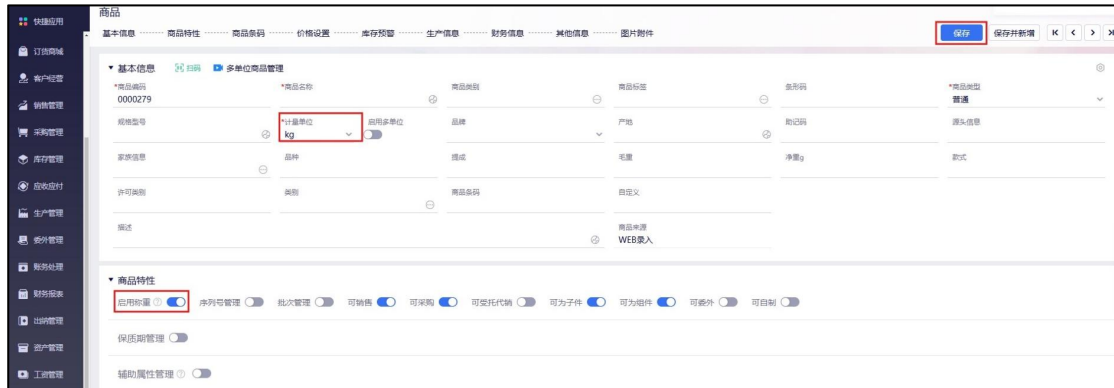 商品
基本信息 商品特性 商品条码 价格设置 库存预警 生产信息 财务信息 其他信息 图片附件 保存 保存并新增
快捷应用
订货商城
客户经营
销售管理
采购管理
库存管理
应收应付
生产管理
委外管理
账务处理
财务报表
出纳管理
资产管理
工资管理
▼ 基本信息 扫码 多单位商品管理
*商品编码 *商品名称 商品类别 商品标签 条形码 *商品类型
0000279 普通
规格型号 *计量单位 启用多单位 品牌 产地 助记码 源头信息
kg
家族信息 品种 提成 毛重 净重g 款式
许可类别 类别 商品条码 自定义
描述 商品来源
WEB录入
▼ 商品特性
启用称重 序列号管理 批次管理 可销售 可采购 可受托代销 可为子件 可为组件 可委外 可自制
保质期管理
辅助属性管理